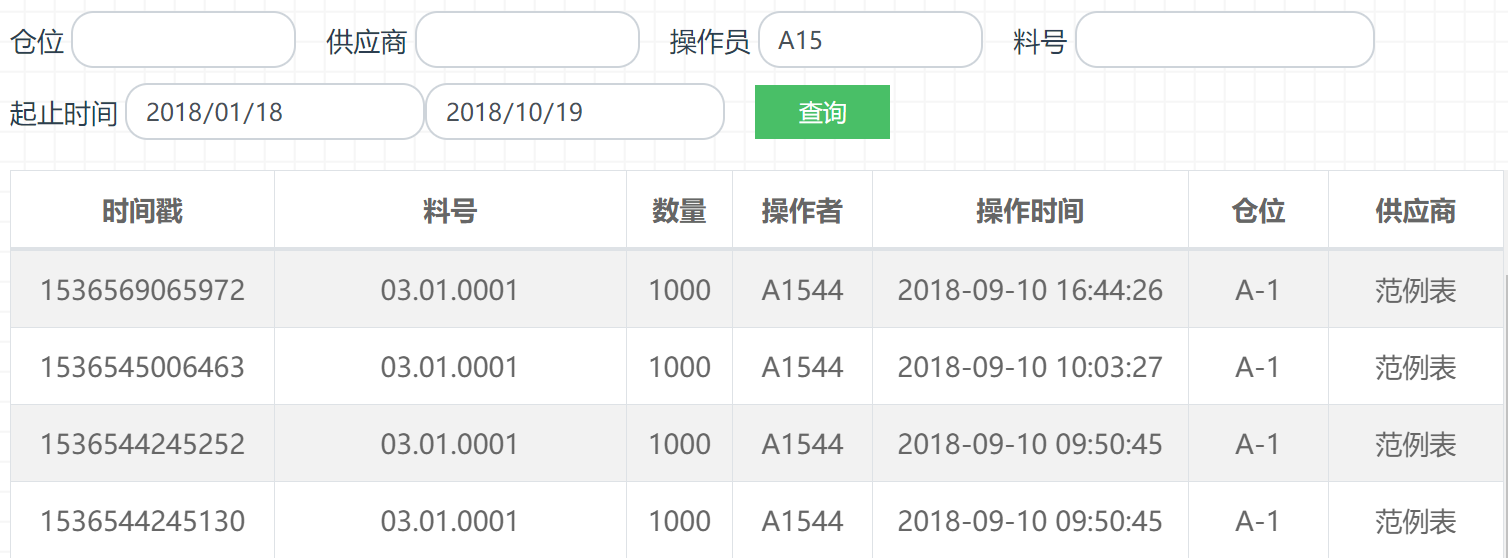 仓位 供应商 操作员 A15 料号
起止时间 2018/01/18 2018/10/19 查询
时间戳 料号 数量 操作者 操作时间 仓位 供应商
1536569065972 03.01.0001 1000 A1544 2018-09-10 16:44:26 A-1 范例表
1536545006463 03.01.0001 1000 A1544 2018-09-10 10:03:27 A-1 范例表
1536544245252 03.01.0001 1000 A1544 2018-09-10 09:50:45 A-1 范例表
1536544245130 03.01.0001 1000 A1544 2018-09-10 09:50:45 A-1 范例表